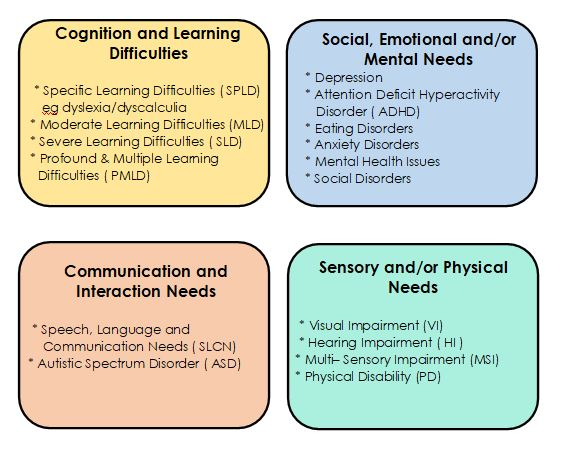 Cognition and Learning
Difficulties
* Specific Learning Difficulties ( SPLD)
eg dyslexia/dyscalculia
* Moderate Learning Difficulties (MLD)
* Severe Learning Difficulties ( SLD)
* Profound & Multiple Learning
Difficulties ( PMLD)
Social, Emotional and/or
Mental Needs
* Depression
* Attention Deficit Hyperactivity
Disorder ( ADHD)
* Eating Disorders
* Anxiety Disorders
* Mental Health Issues
* Social Disorders
Communication and
Interaction Needs
* Speech, Language and
Communication Needs ( SLCN)
* Autistic Spectrum Disorder ( ASD)
Sensory and/or Physical
Needs
* Visual Impairment (VI)
* Hearing Impairment ( HI )
* Multi– Sensory Impairment (MSI)
* Physical Disability (PD)